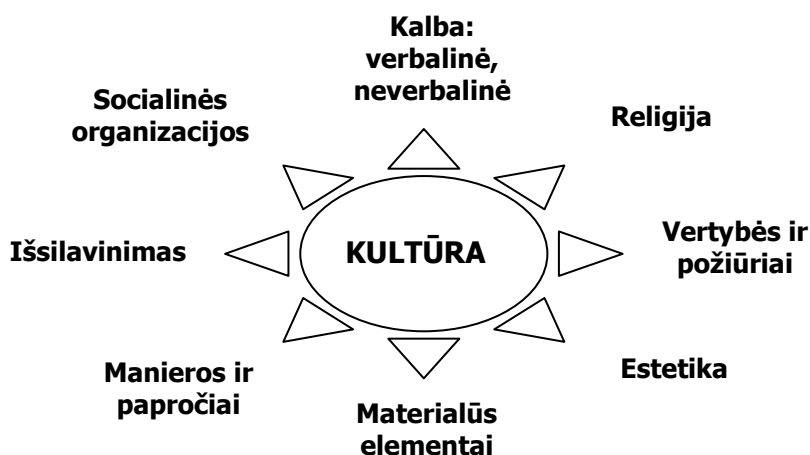 Kalba:
verbalinė,
neverbalinė
Socialinės
organizacijos
Religija
Išsilavinimas
KULTŪRA
Vertybės ir
požiūriai
Manieros ir
papročiai
Estetika
Materialūs
elementai